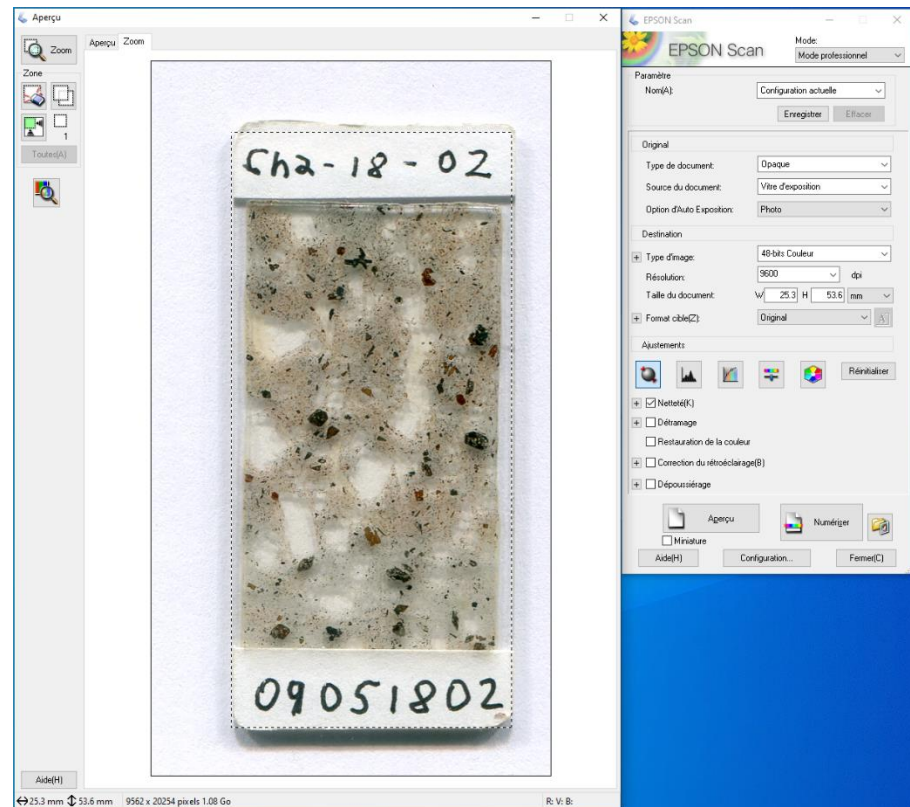 Aperçu
Zoom
Aperçu Zoom
Zone
1
Toutes(A)
Ch2-18-02
09051802
Aide(H)
25.3 mm 53.6 mm 9562 x 20254 pixels 1.08 Go R: V: B:
EPSON Scan
EPSON Scan
Mode:
Mode professionnel
Paramètre
Nom(A): Configuration actuelle
Enregistrer Effacer
Original
Type de document: Opaque
Source du document: Vitre d'exposition
Option d'Auto Exposition: Photo
Destination
Type d'image: 48-bits Couleur
Résolution: 9600 dpi
Taille du document: W 25.3 H 53.6 mm
Format cible(Z): Original
Ajustements
Réinitialiser
Netteté(K)
Détramage
Restauration de la couleur
Correction du rétroéclairage(B)
Dépoussiérage
Aperçu Numériger
Miniature
Aide(H) Configuration... Fermer(C)